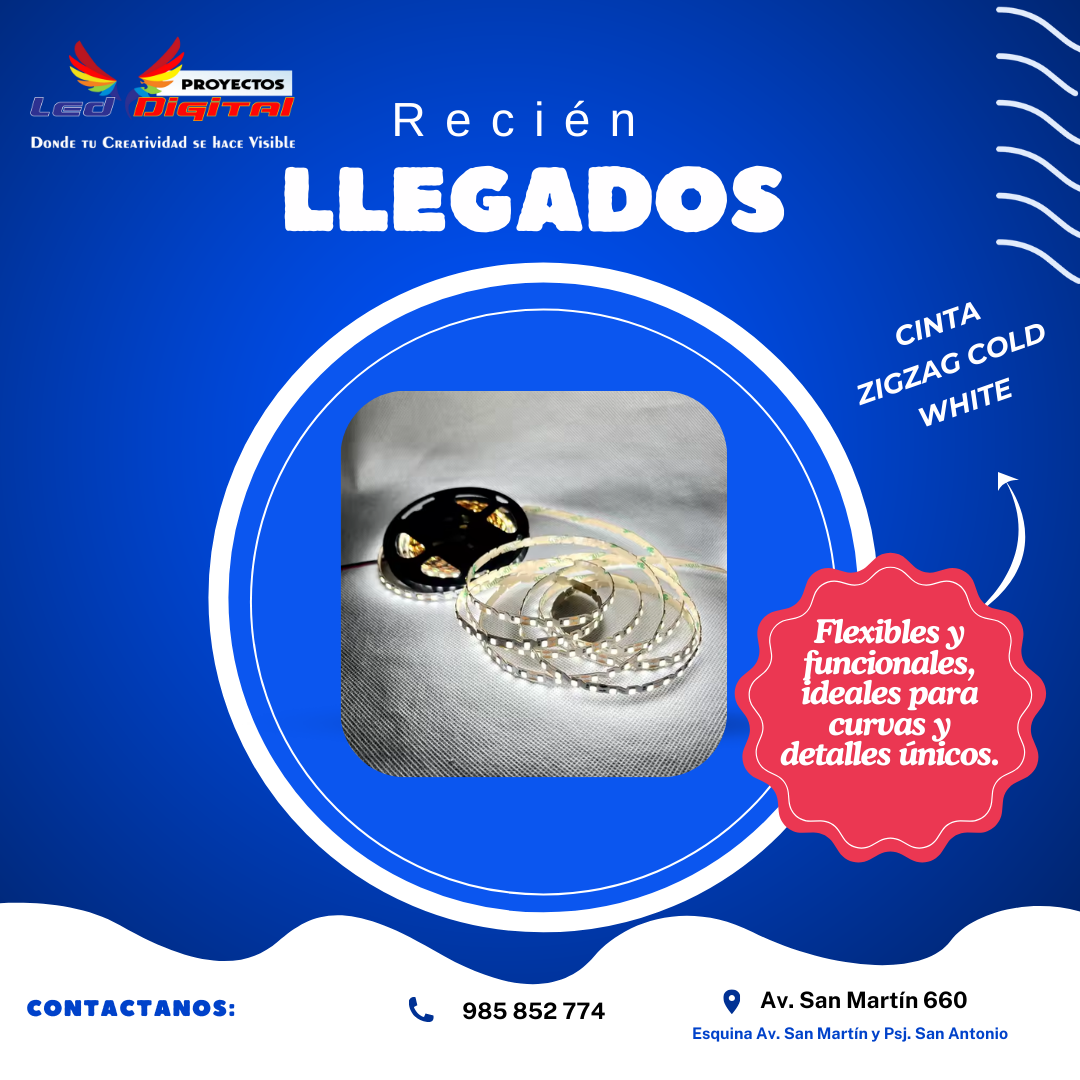 PROYECTOS
Led Digital
Donde tu Creatividad se hace Visible
Recién
LLEGADOS
CINTA
ZIGZAG COLD
WHITE
Flexibles y
funcionales,
ideales para
curvas y
detalles únicos.
CONTACTANOS:
985 852 774
Av. San Martín 660
Esquina Av. San Martín y Psj. San Antonio